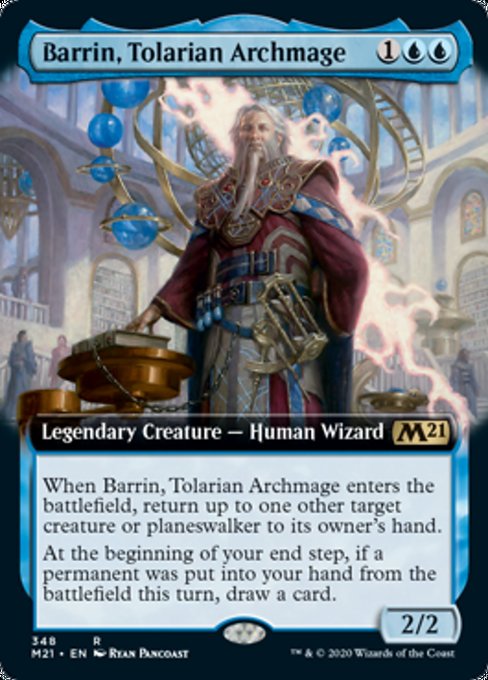 Barrin, Tolarian Archmage 1
Legendary Creature — Human Wizard M21
When Barrin, Tolarian Archmage enters the
battlefield, return up to one other target
creature or planeswalker to its owner's hand.
At the beginning of your end step, if a
permanent was put into your hand from the
battlefield this turn, draw a card.
2/2
348 R
M21 • EN Ryan Pancoast
™ & © 2020 Wizards of the Coast